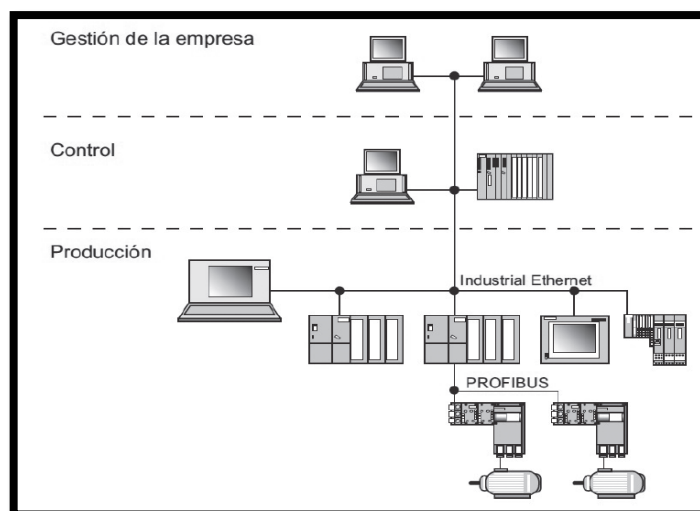 Gestión de la empresa
Control
Producción
Industrial Ethernet
PROFIBUS